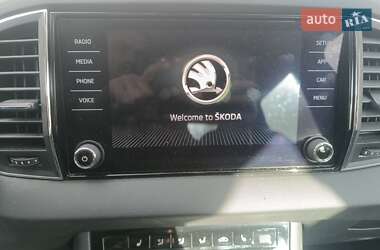 auto RIA
RADIO
SETUP
MEDIA
APP
PHONE
CAR
VOICE
MENU
Welcome to ŠKODA